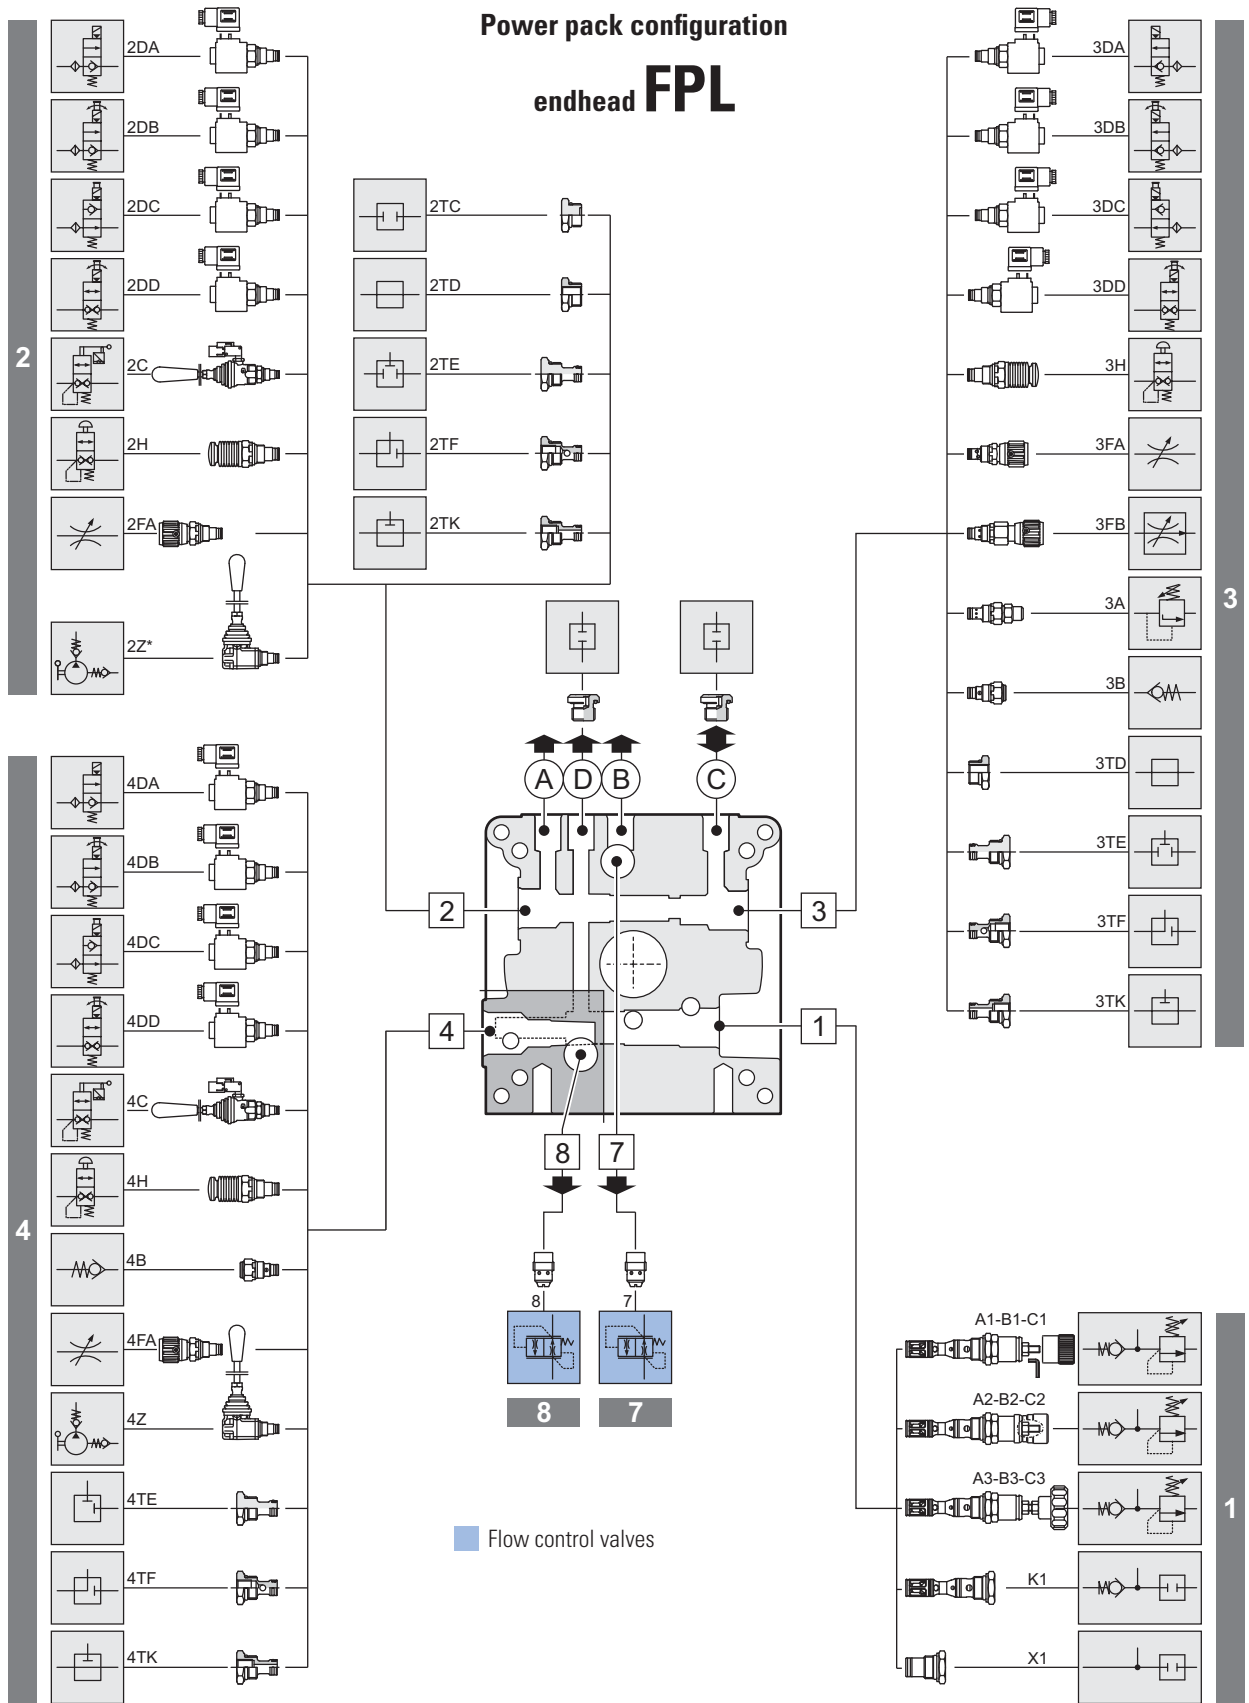 Power pack configuration
endhead FPL
2
2DA
2DB
2DC
2DD
2C
2H
2FA
2Z*
2TC
2TD
2TE
2TF
2TK
3
3DA
3DB
3DC
3DD
3H
3FA
3FB
3A
3B
3TD
3TE
3TF
3TK
A
D
B
C
2
3
4
1
8
7
8
7
8
7
4
4DA
4DB
4DC
4DD
4C
4H
4B
4FA
4Z
4TE
4TF
4TK
Flow control valves
1
A1-B1-C1
A2-B2-C2
A3-B3-C3
K1
X1